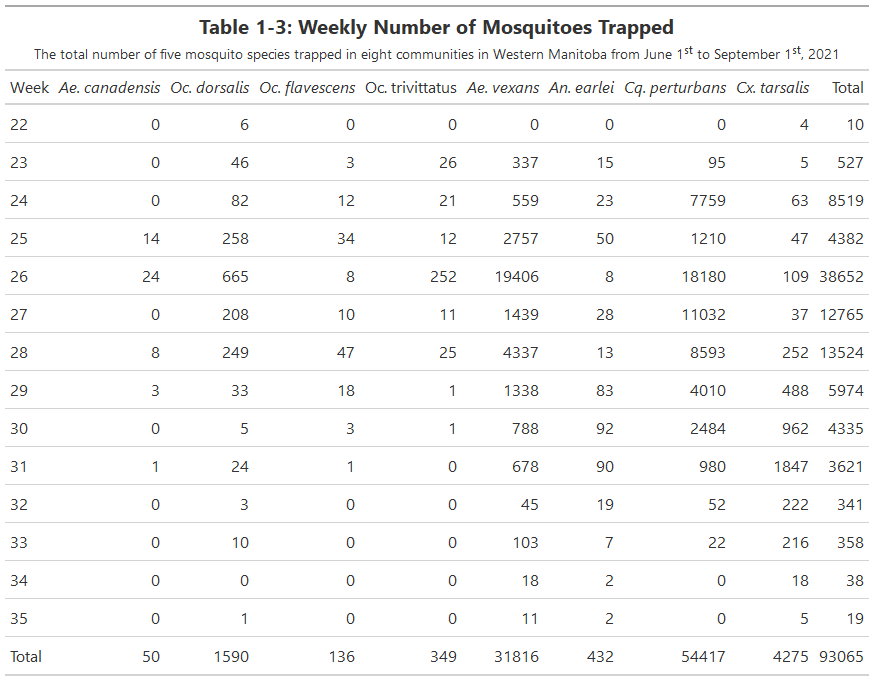 Table 1-3: Weekly Number of Mosquitoes Trapped
The total number of five mosquito species trapped in eight communities in Western Manitoba from June 1st to September 1st, 2021
Week Ae. canadensis Oc. dorsalis Oc. flavescens Oc. trivittatus Ae. vexans An. earlei Cq. perturbans Cx. tarsalis Total
22 0 6 0 0 0 0 0 4 10
23 0 46 3 26 337 15 95 5 527
24 0 82 12 21 559 23 7759 63 8519
25 14 258 34 12 2757 50 1210 47 4382
26 24 665 8 252 19406 8 18180 109 38652
27 0 208 10 11 1439 28 11032 37 12765
28 8 249 47 25 4337 13 8593 252 13524
29 3 33 18 1 1338 83 4010 488 5974
30 0 5 3 1 788 92 2484 962 4335
31 1 24 1 0 678 90 980 1847 3621
32 0 3 0 0 45 19 52 222 341
33 0 10 0 0 103 7 22 216 358
34 0 0 0 0 18 2 0 18 38
35 0 1 0 0 11 2 0 5 19
Total 50 1590 136 349 31816 432 54417 4275 93065